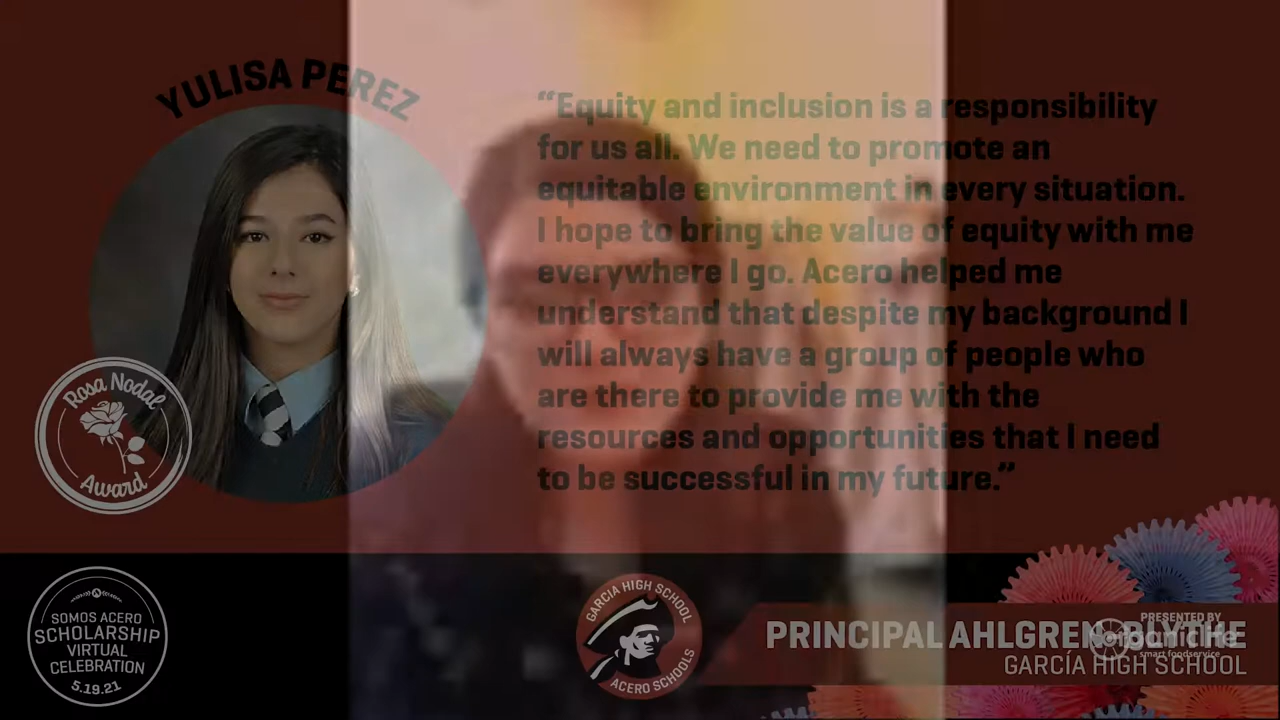 YULISA PEREZ
“Equity and inclusion is a responsibility
for us all. We need to promote an
equitable environment in every situation.
I hope to bring the value of equity with me
everywhere I go. Acero helped me
understand that despite my background I
will always have a group of people who
are there to provide me with the
resources and opportunities that I need
to be successful in my future.”
Rosa Nodal
Award
SOMOS ACERO
SCHOLARSHIP
VIRTUAL
CELEBRATION
5.19.21
GARCIA HIGH SCHOOL
ACERO SCHOOLS
PRINCIPAL AHLGREN-BLYTHE
GARCÍA HIGH SCHOOL
PRESENTED BY
organic life
smart foodservice